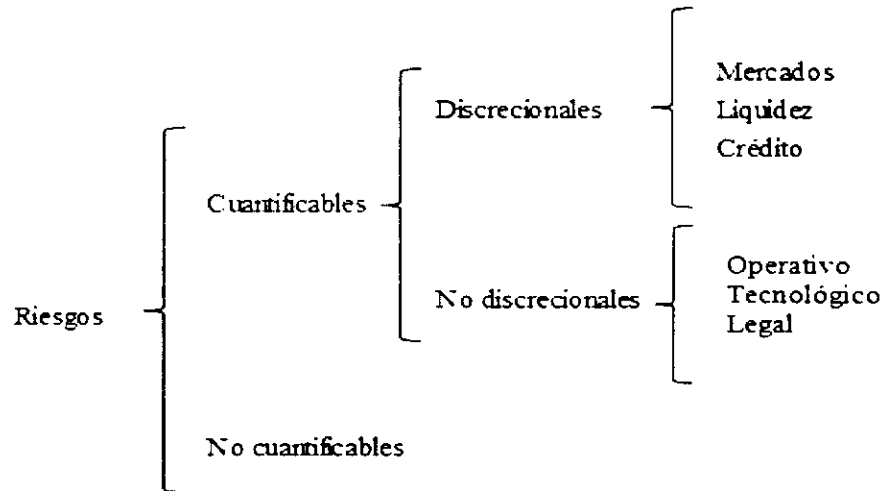 Riesgos
Cuantificables
Discrecionales
Mercados
Liquidez
Crédito
No discrecionales
Operativo
Tecnológico
Legal
No cuantificables